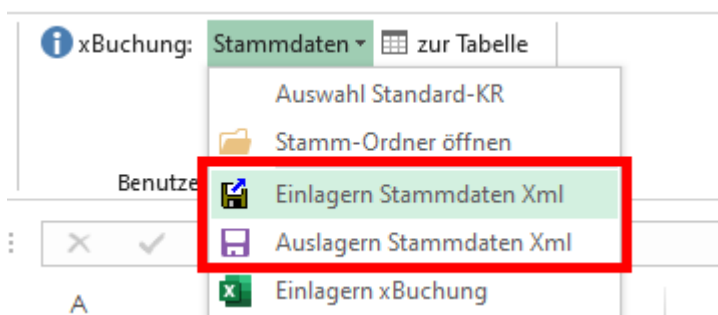 xBuchung: Stammdaten zur Tabelle
Auswahl Standard-KR
Stamm-Ordner öffnen
Benutze
Einlagern Stammdaten Xml
Auslagern Stammdaten Xml
Einlagern xBuchung
A